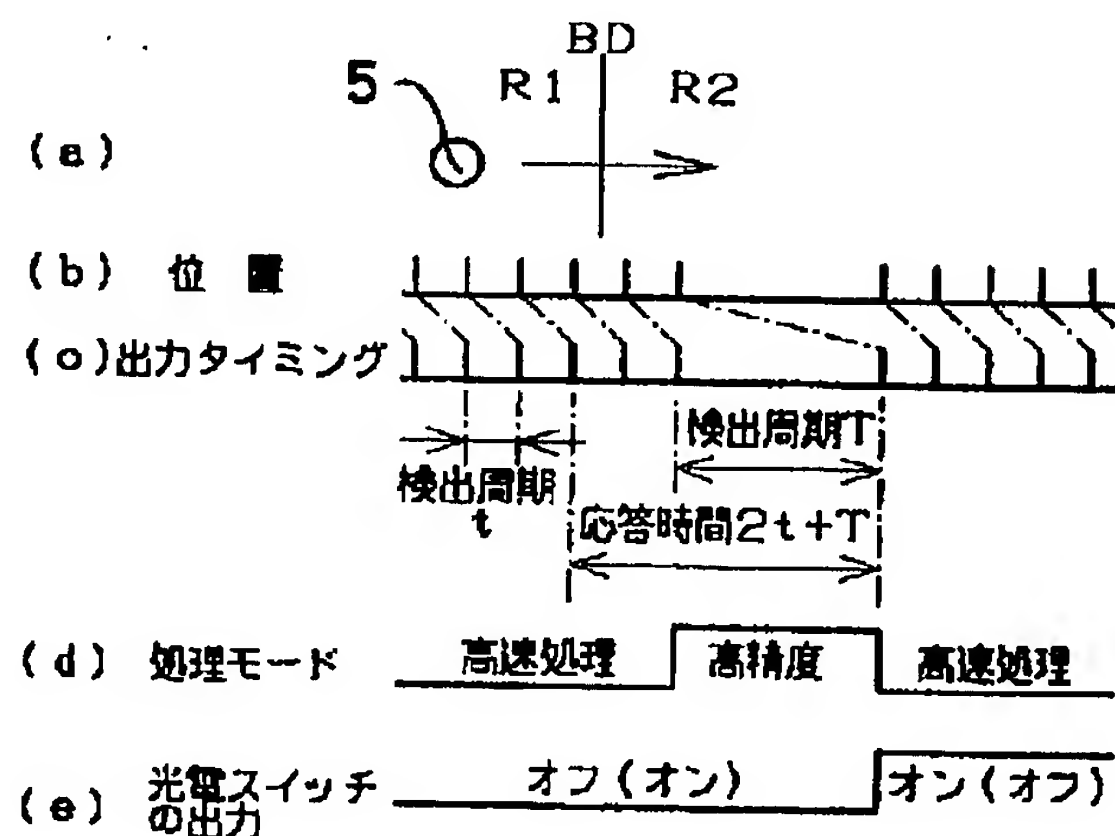 BD
5 R1 R2
(a)
(b) 位 置
(c)出力タイミング
検出周期T
検出周期
t
応答時間2t+T
(d) 処理モード 高速処理 高精度 高速処理
(e) 光電スイッチ
の出力
オフ(オン) オン(オフ)